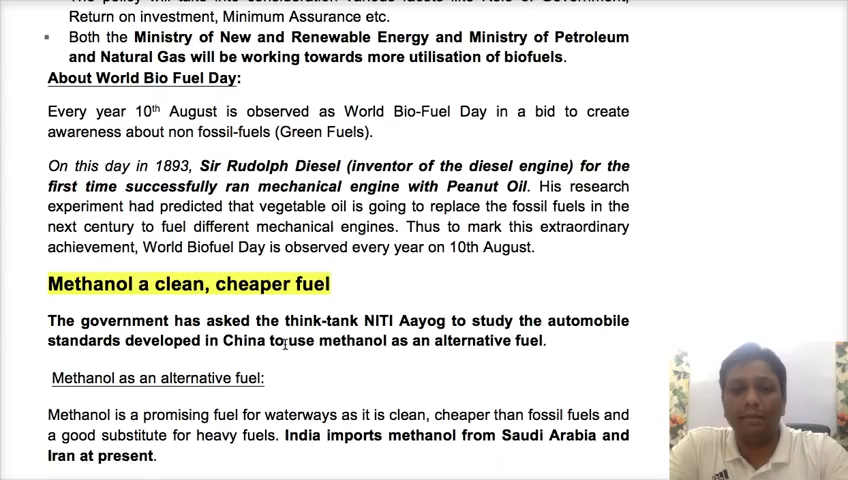 Return on investment, Minimum Assurance etc.
▪ Both the Ministry of New and Renewable Energy and Ministry of Petroleum
and Natural Gas will be working towards more utilisation of biofuels.
About World Bio Fuel Day:
Every year 10th August is observed as World Bio-Fuel Day in a bid to create
awareness about non fossil-fuels (Green Fuels).
On this day in 1893, Sir Rudolph Diesel (inventor of the diesel engine) for the
first time successfully ran mechanical engine with Peanut Oil. His research
experiment had predicted that vegetable oil is going to replace the fossil fuels in the
next century to fuel different mechanical engines. Thus to mark this extraordinary
achievement, World Biofuel Day is observed every year on 10th August.
Methanol a clean, cheaper fuel
The government has asked the think-tank NITI Aayog to study the automobile
standards developed in China to use methanol as an alternative fuel.
Methanol as an alternative fuel:
Methanol is a promising fuel for waterways as it is clean, cheaper than fossil fuels and
a good substitute for heavy fuels. India imports methanol from Saudi Arabia and
Iran at present.